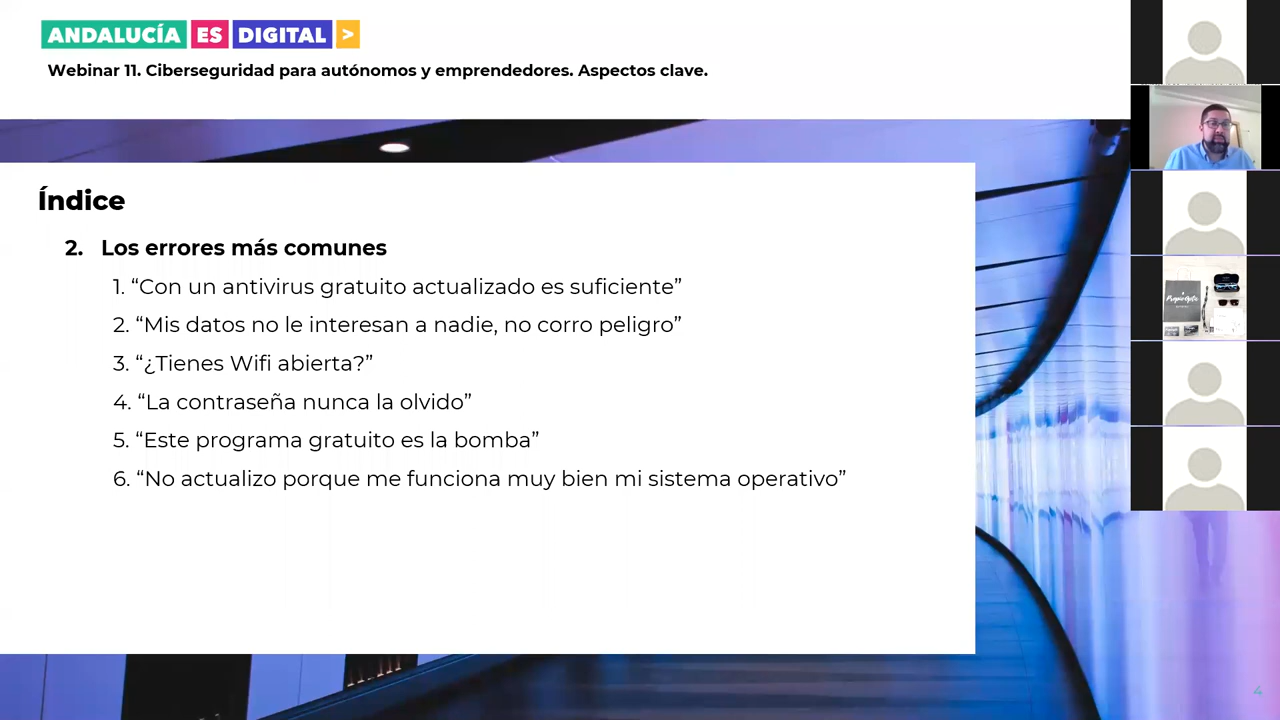 ANDALUCÍA ES DIGITAL >
Webinar 11. Ciberseguridad para autónomos y emprendedores. Aspectos clave.
Índice
2. Los errores más comunes
1. “Con un antivirus gratuito actualizado es suficiente”
2. “Mis datos no le interesan a nadie, no corro peligro”
3. “¿Tienes Wifi abierta?”
4. “La contraseña nunca la olvido”
5. “Este programa gratuito es la bomba”
6. “No actualizo porque me funciona muy bien mi sistema operativo”
4